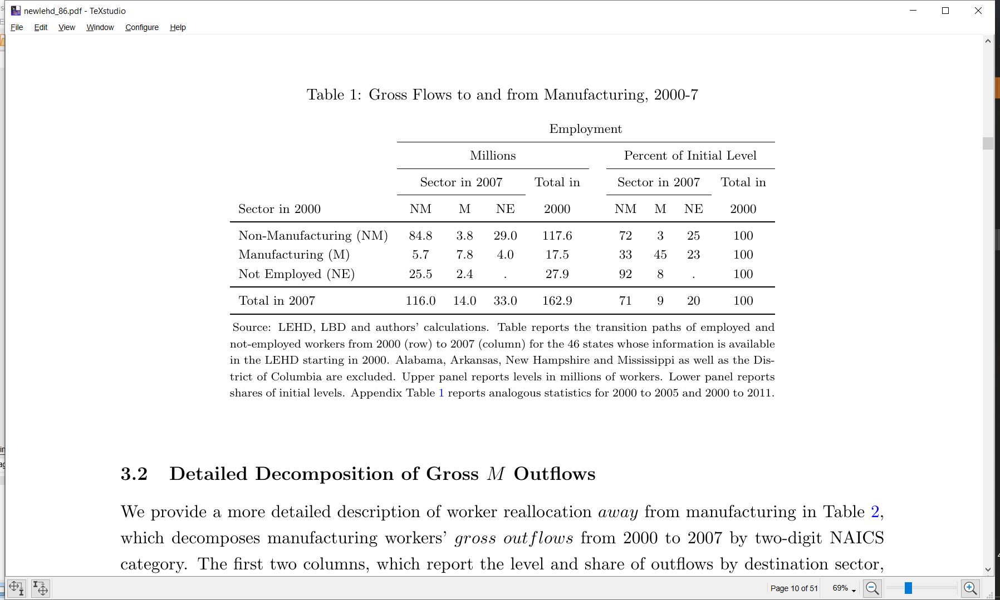 newlehd_86.pdf - TeXstudio
File Edit View Window Configure Help
Table 1: Gross Flows to and from Manufacturing, 2000-7
Employment
Millions Percent of Initial Level
Sector in 2007 Total in Sector in 2007 Total in
Sector in 2000 NM M NE 2000 NM M NE 2000
Non-Manufacturing (NM) 84.8 3.8 29.0 117.6 72 3 25 100
Manufacturing (M) 5.7 7.8 4.0 17.5 33 45 23 100
Not Employed (NE) 25.5 2.4 . 27.9 92 8 . 100
Total in 2007 116.0 14.0 33.0 162.9 71 9 20 100
Source: LEHD, LBD and authors' calculations. Table reports the transition paths of employed and
not-employed workers from 2000 (row) to 2007 (column) for the 46 states whose information is available
in the LEHD starting in 2000. Alabama, Arkansas, New Hampshire and Mississippi as well as the Dis-
trict of Columbia are excluded. Upper panel reports levels in millions of workers. Lower panel reports
shares of initial levels. Appendix Table 1 reports analogous statistics for 2000 to 2005 and 2000 to 2011.
3.2 Detailed Decomposition of Gross M Outflows
We provide a more detailed description of worker reallocation away from manufacturing in Table 2,
which decomposes manufacturing workers' gross outflows from 2000 to 2007 by two-digit NAICS
category. The first two columns, which report the level and share of outflows by destination sector,
Page 10 of 51 69%